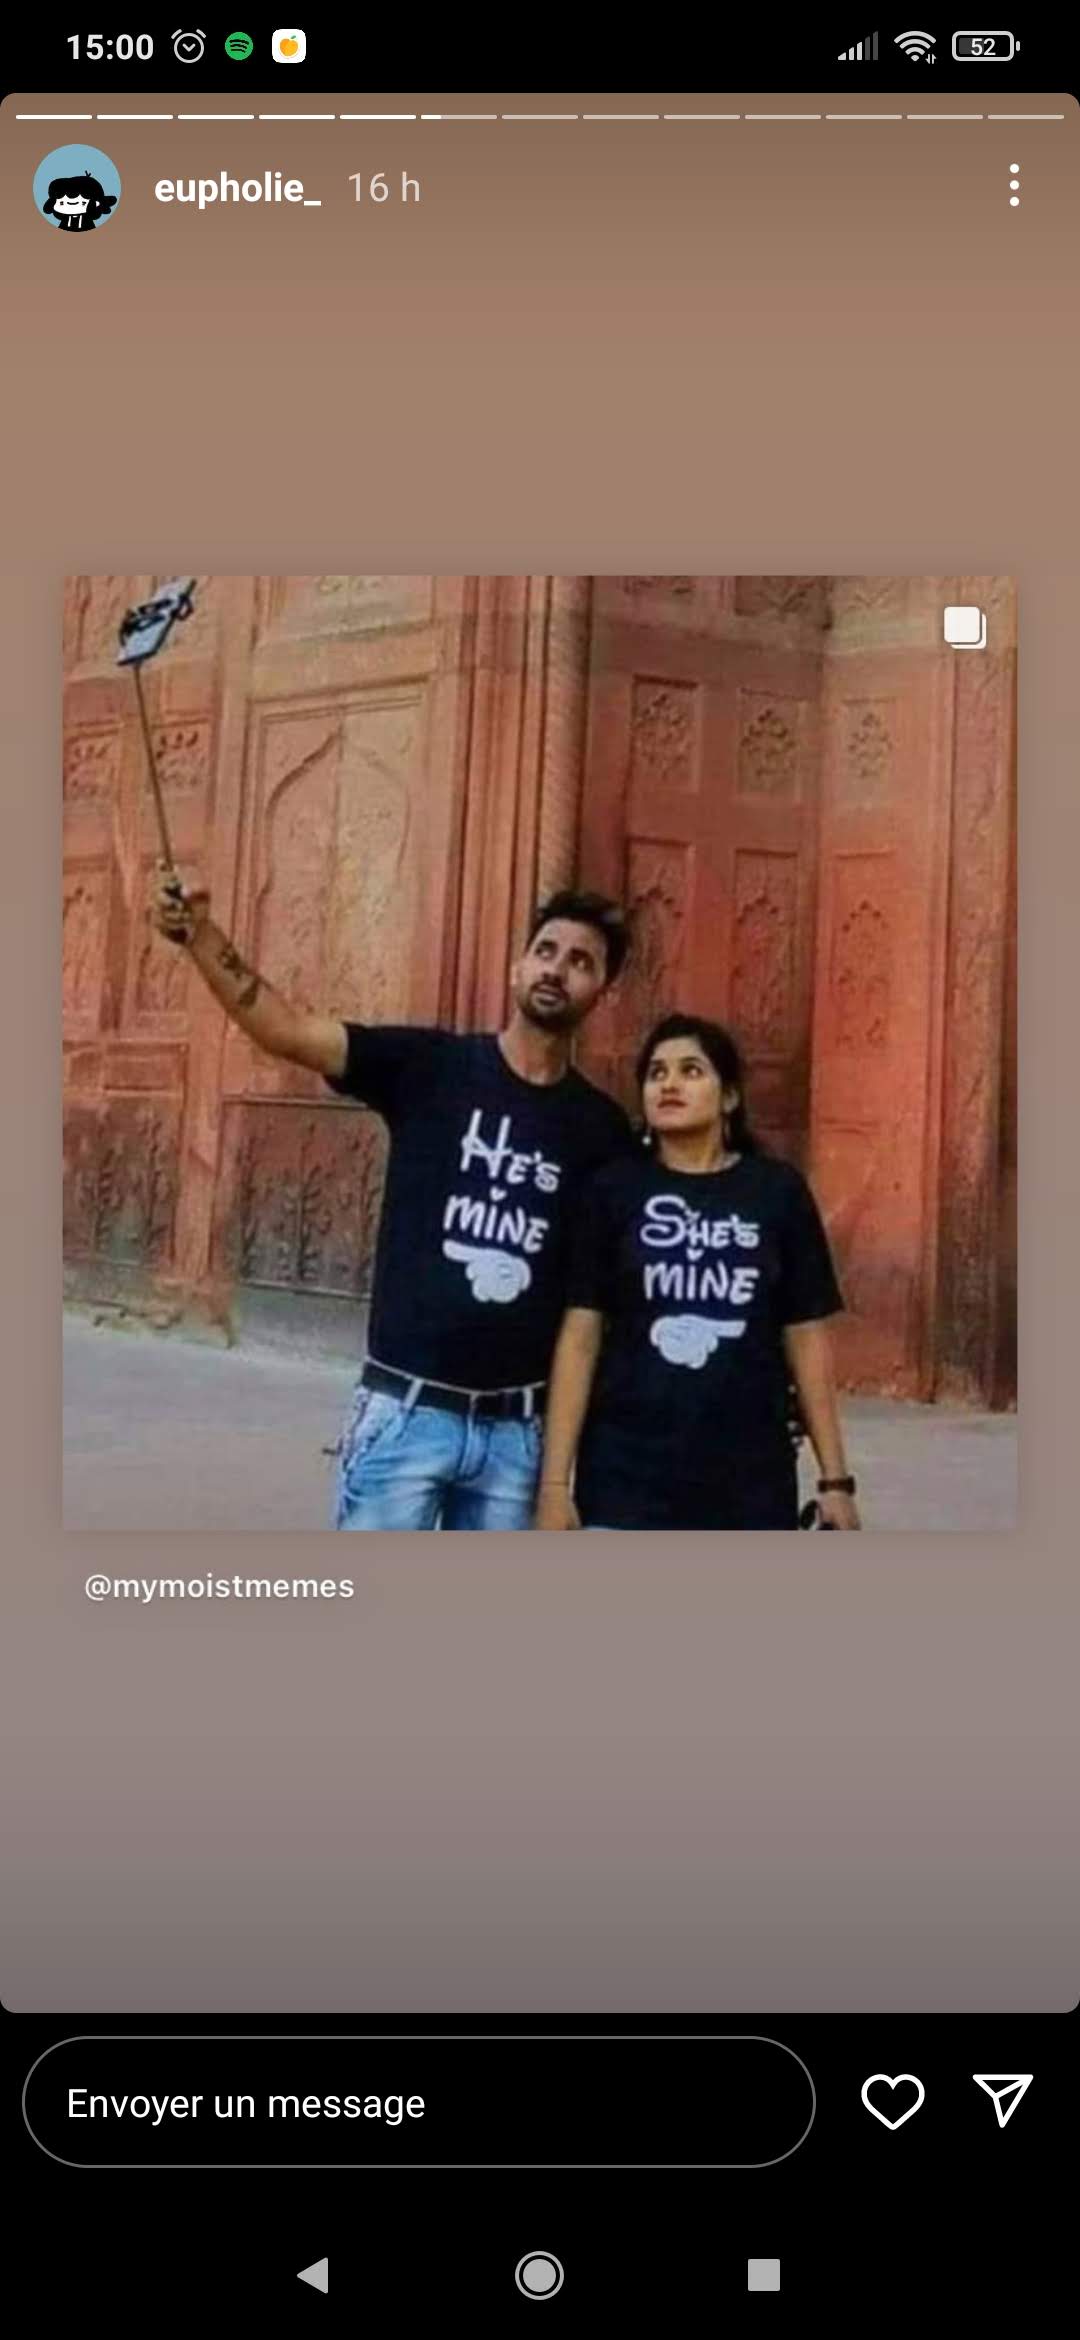 15:00
52
eupholie_ 16 h
HE'S
MINE
SHE'S
MINE
@mymoistmemes
Envoyer un message